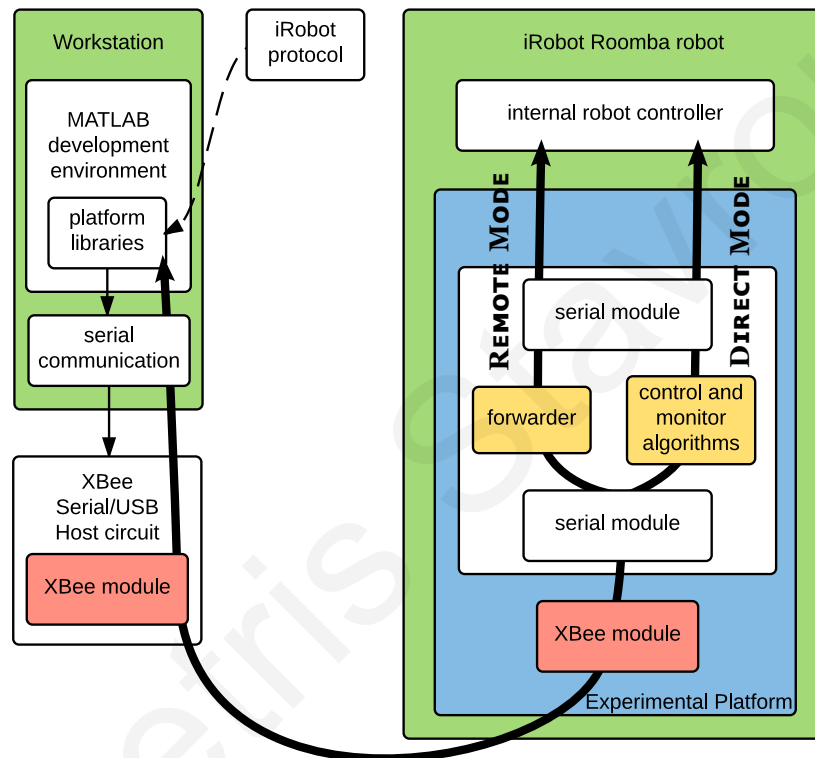 Workstation
MATLAB
development
environment
platform
libraries
serial
communication
XBee
Serial/USB
Host circuit
XBee module
iRobot
protocol
iRobot Roomba robot
internal robot controller
REMOTE MODE
DIRECT MODE
serial module
forwarder
control and
monitor
algorithms
serial module
XBee module
Experimental Platform
etris Stavrou